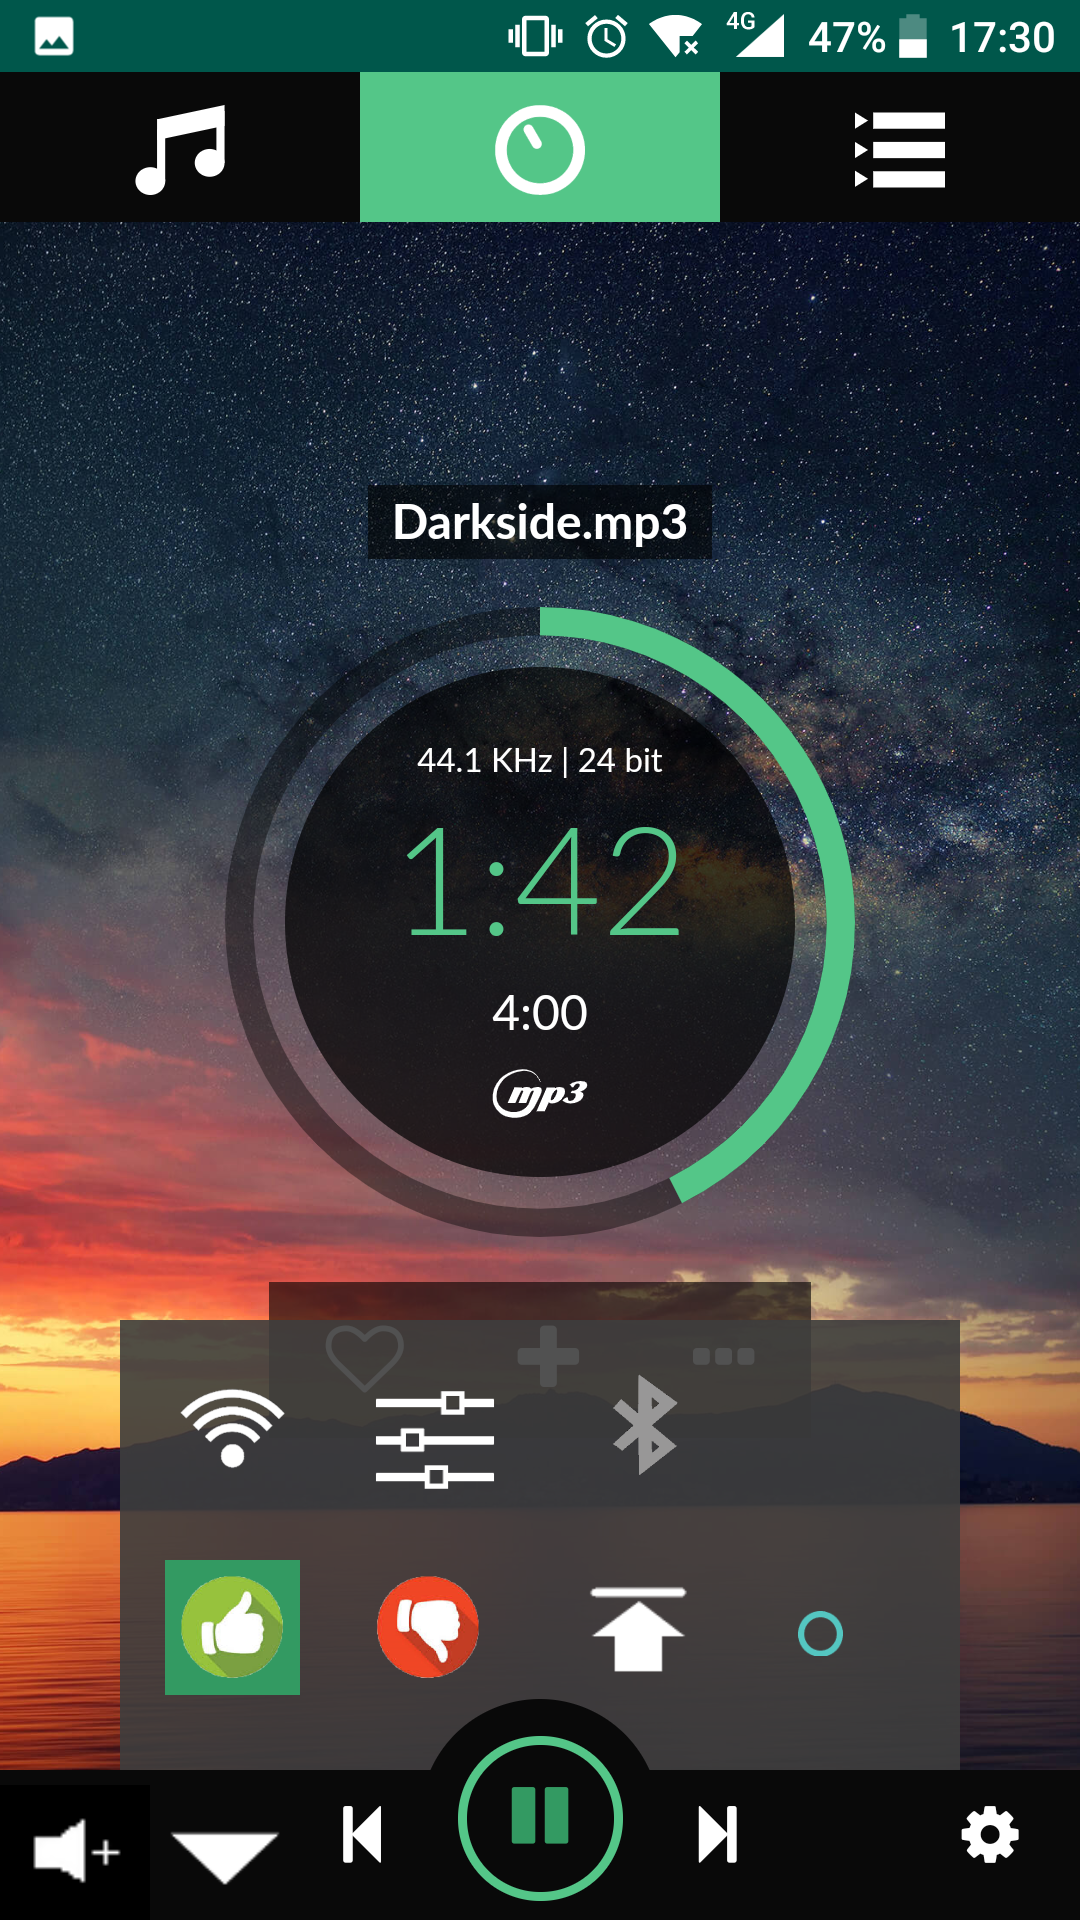 4G 47% 17:30
Darkside.mp3
44.1 KHz | 24 bit
1:42
4:00
mp3